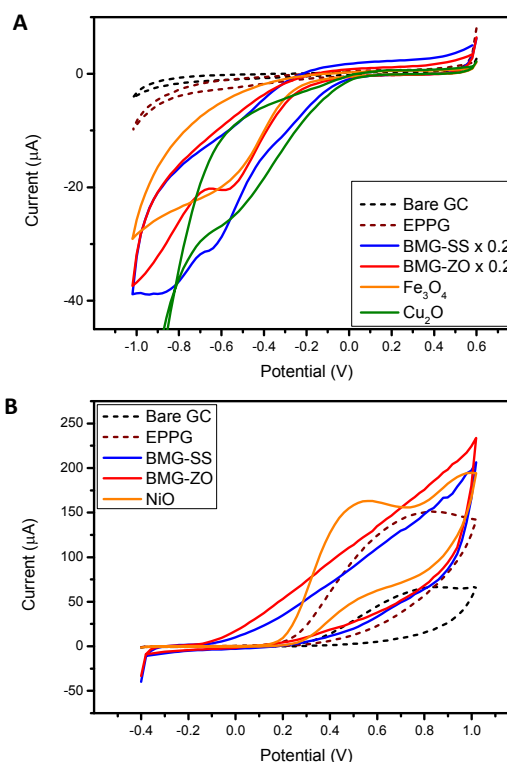 A
0
-20
-40
Current (µA)
Bare GC
EPPG
BMG-SS x 0.2
BMG-ZO x 0.2
Fe₃O₄
Cu₂O
-1.0 -0.8 -0.6 -0.4 -0.2 0.0 0.2 0.4 0.6
Potential (V)
B
250
200
150
100
50
0
-50
Current (µA)
Bare GC
EPPG
BMG-SS
BMG-ZO
NiO
-0.4 -0.2 0.0 0.2 0.4 0.6 0.8 1.0
Potential (V)